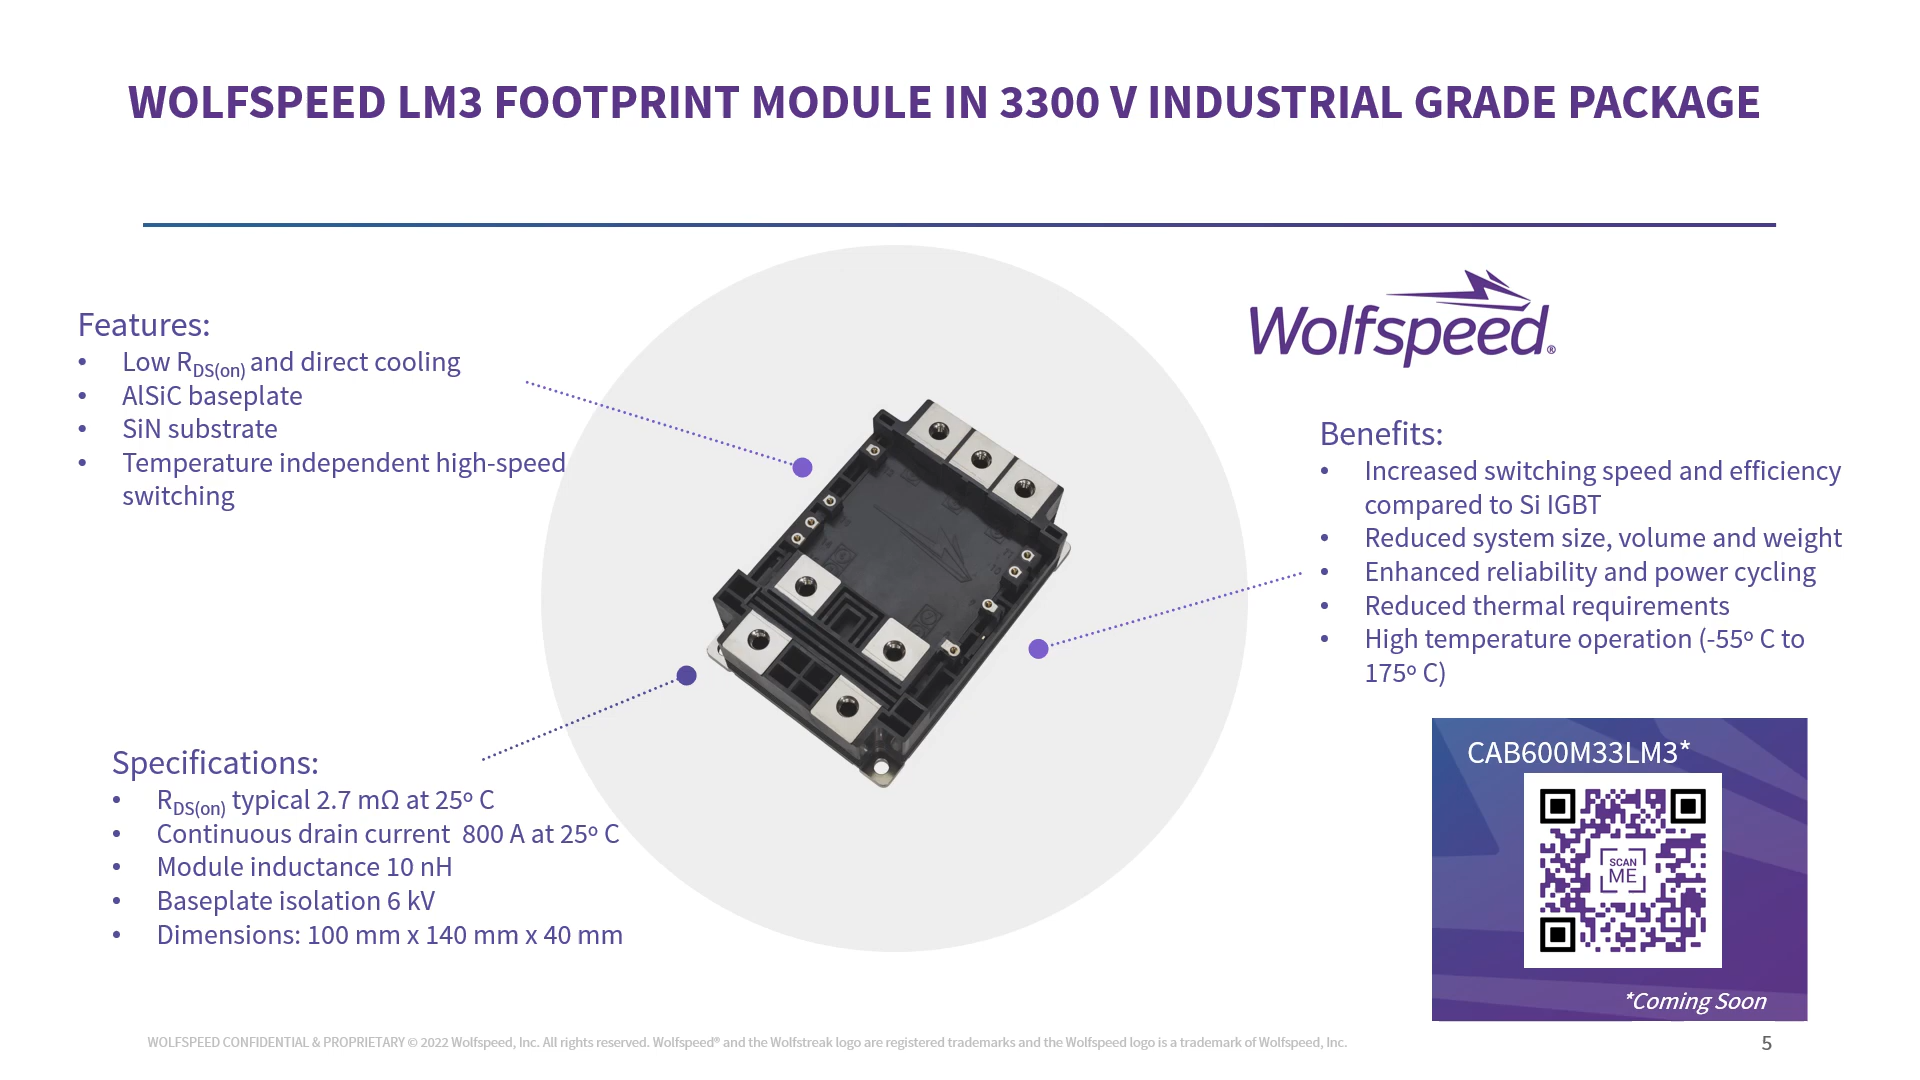 WOLFSPEED LM3 FOOTPRINT MODULE IN 3300 V INDUSTRIAL GRADE PACKAGE
Features:
• Low RDS(on) and direct cooling
• AlSiC baseplate
• SiN substrate
• Temperature independent high-speed
switching
Specifications:
• RDS(on) typical 2.7 mΩ at 25º C
• Continuous drain current  800 A at 25º C
• Module inductance 10 nH
• Baseplate isolation 6 kV
• Dimensions: 100 mm x 140 mm x 40 mm
Wolfspeed®
Benefits:
• Increased switching speed and efficiency
compared to Si IGBT
• Reduced system size, volume and weight
• Enhanced reliability and power cycling
• Reduced thermal requirements
• High temperature operation (-55º C to
175º C)
CAB600M33LM3*
SCAN
ME
*Coming Soon
WOLFSPEED CONFIDENTIAL & PROPRIETARY © 2022 Wolfspeed, Inc. All rights reserved. Wolfspeed® and the Wolfstreak logo are registered trademarks and the Wolfspeed logo is a trademark of Wolfspeed, Inc.
5